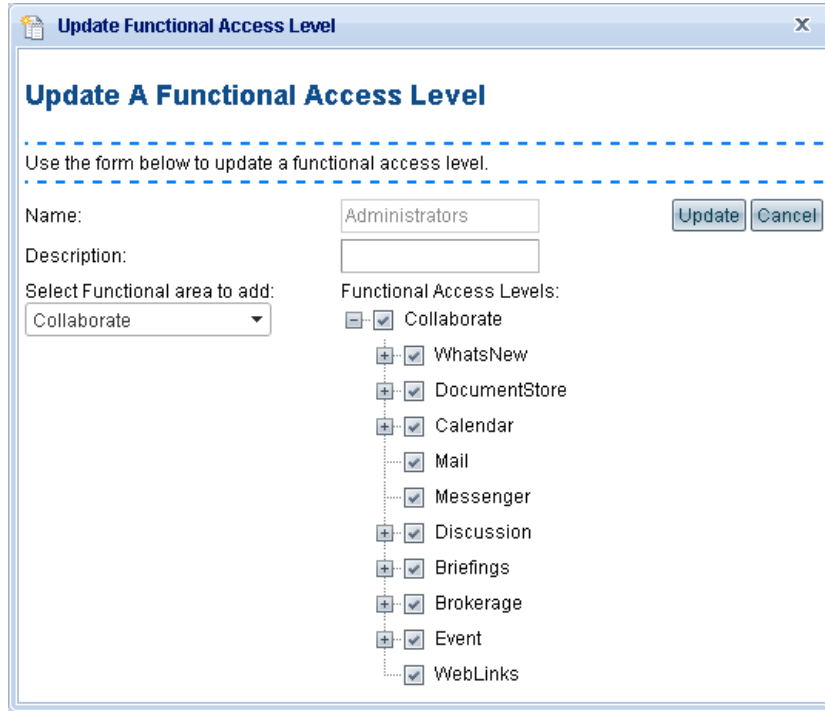 Update Functional Access Level
Update A Functional Access Level
Use the form below to update a functional access level.
Name: Administrators Update Cancel
Description:
Select Functional area to add: Functional Access Levels:
Collaborate Collaborate
WhatsNew
DocumentStore
Calendar
Mail
Messenger
Discussion
Briefings
Brokerage
Event
WebLinks